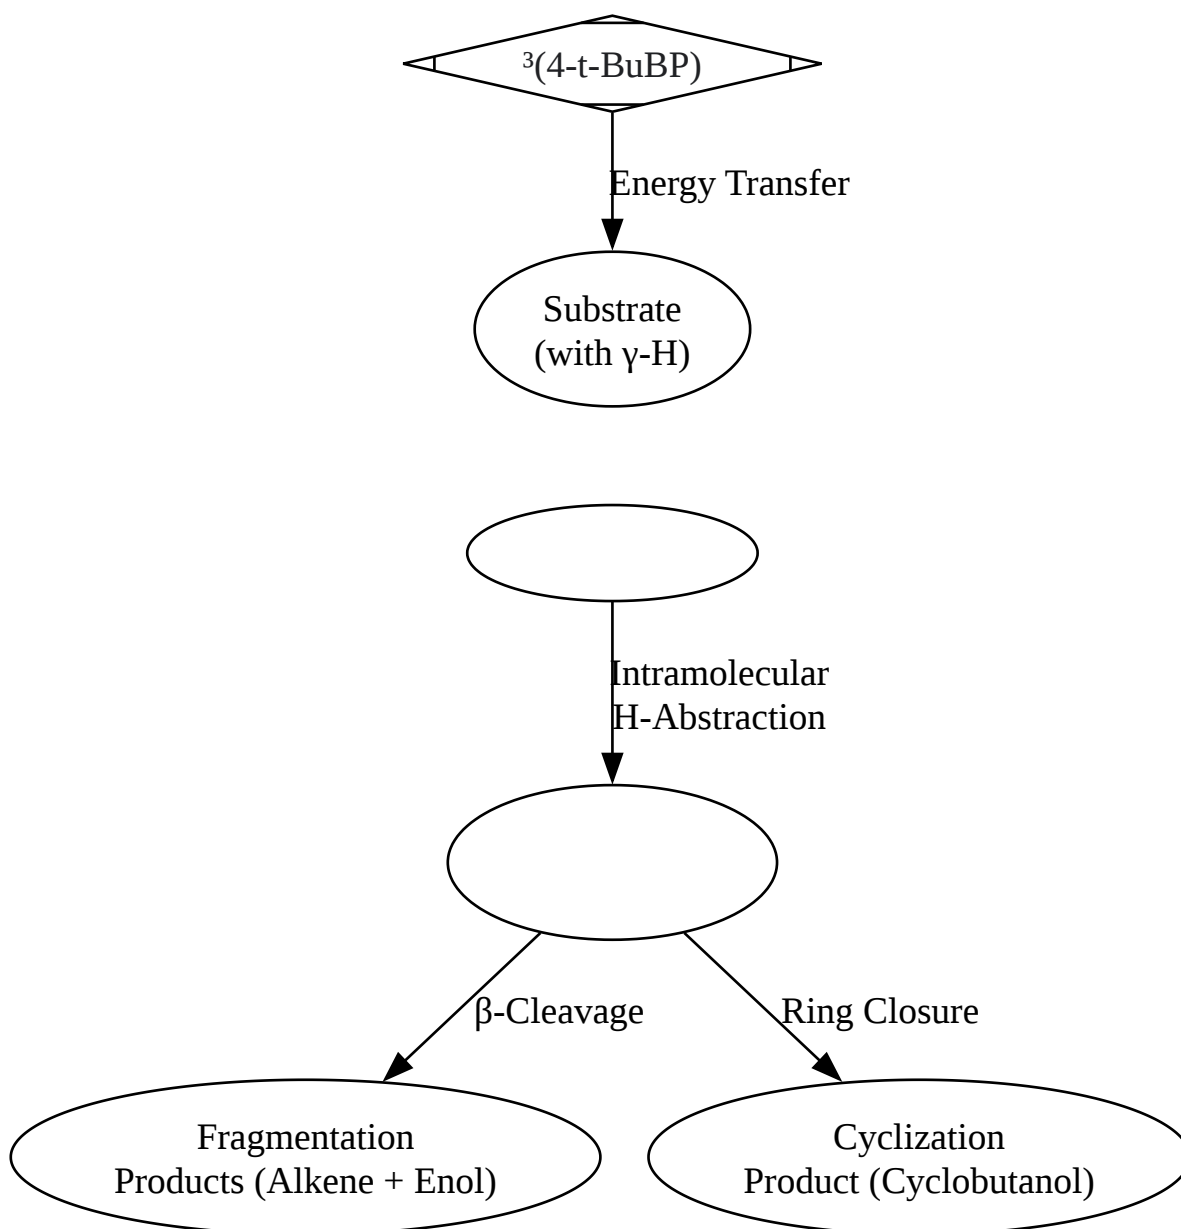 ³(4-t-BuBP)
Energy Transfer
Substrate
(with γ-H)
Intramolecular
H-Abstraction
β-Cleavage
Ring Closure
Fragmentation
Products (Alkene + Enol)
Cyclization
Product (Cyclobutanol)